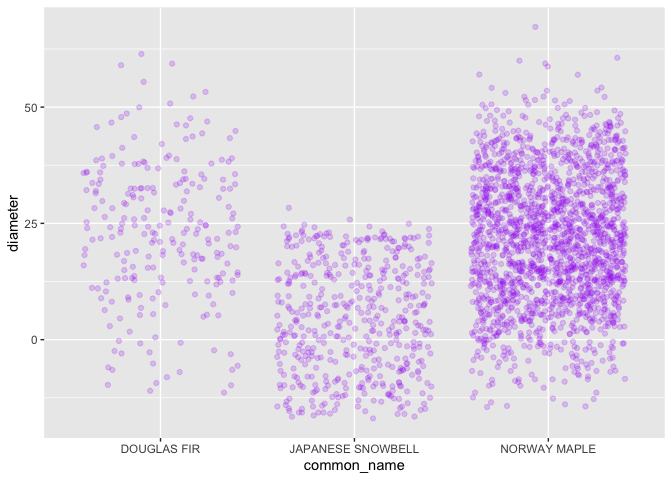 50
25
0
diameter
DOUGLAS FIR
JAPANESE SNOWBELL
NORWAY MAPLE
common_name